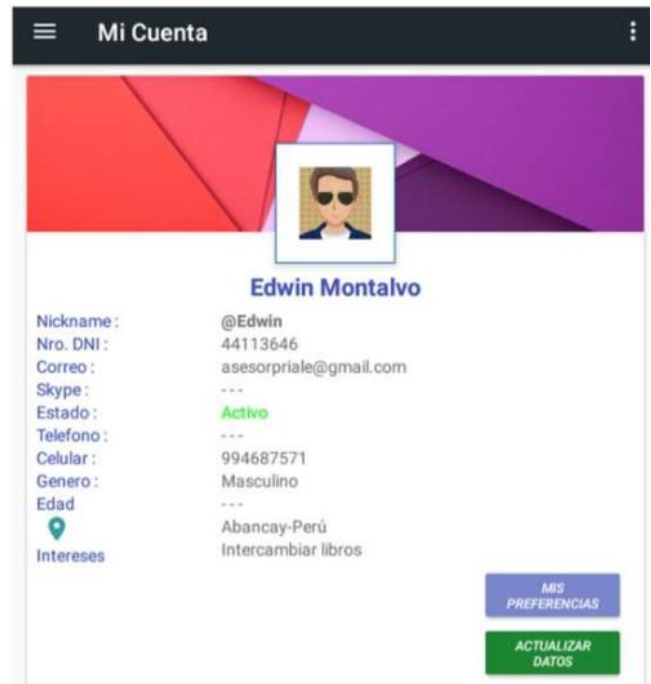 Mi Cuenta
Edwin Montalvo
Nickname : @Edwin
Nro. DNI : 44113646
Correo : asesorpriale@gmail.com
Skype : - - -
Estado : Activo
Telefono : - - -
Celular : 994687571
Genero : Masculino
Edad - - -
Abancay-Perú
Intereses Intercambiar libros
MIS
PREFERENCIAS
ACTUALIZAR
DATOS